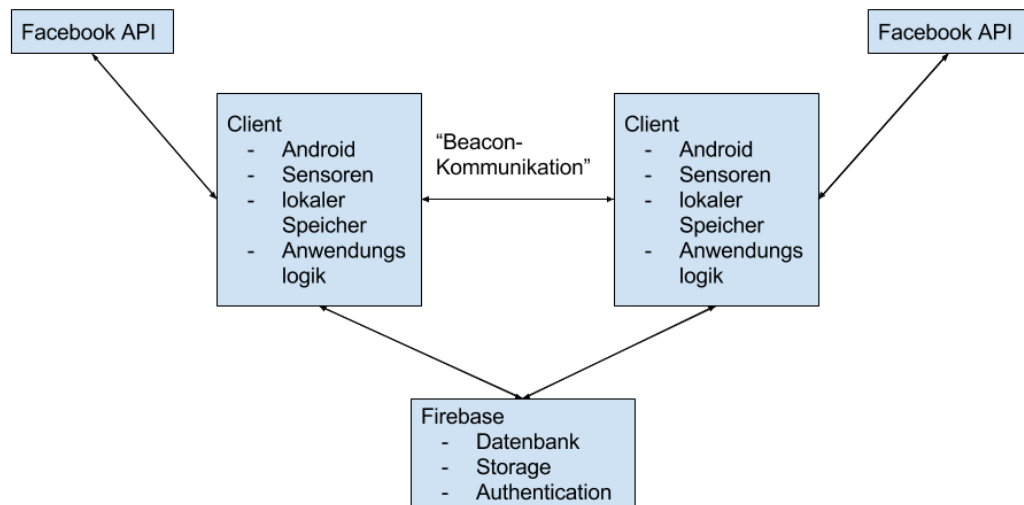 Facebook API
Facebook API
Client
- Android
- Sensoren
- lokaler
Speicher
- Anwendungs
logik
“Beacon-
Kommunikation”
Client
- Android
- Sensoren
- lokaler
Speicher
- Anwendungs
logik
Firebase
- Datenbank
- Storage
- Authentication